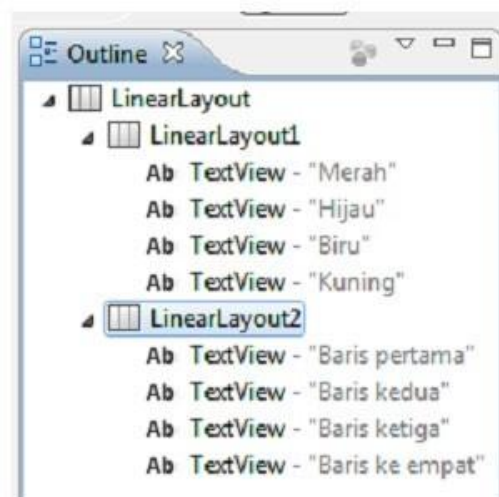 Outline
LinearLayout
LinearLayout1
Ab TextView - "Merah"
Ab TextView - "Hijau"
Ab TextView - "Biru"
Ab TextView - "Kuning"
LinearLayout2
Ab TextView - "Baris pertama"
Ab TextView - "Baris kedua"
Ab TextView - "Baris ketiga"
Ab TextView - "Baris ke empat"